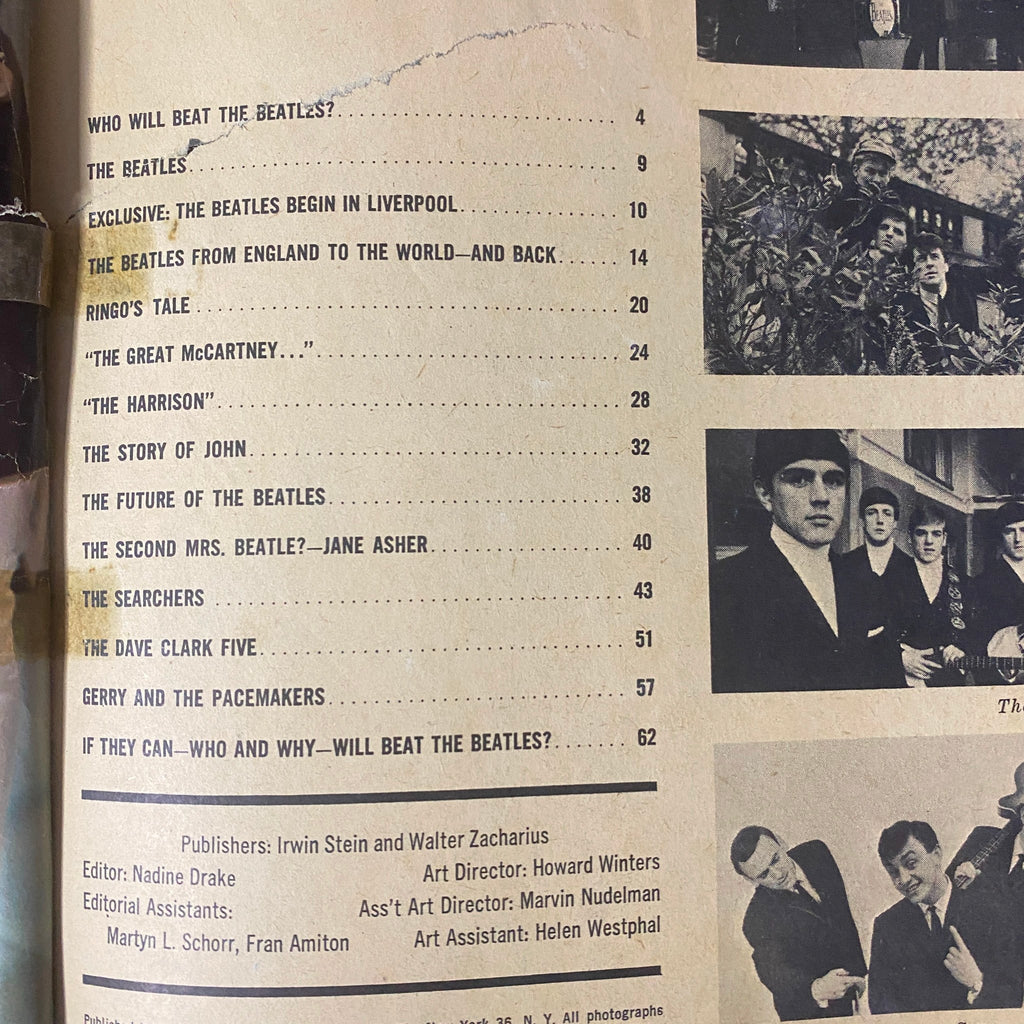 WHO WILL BEAT THE BEATLES? 4
THE BEATLES 9
EXCLUSIVE: THE BEATLES BEGIN IN LIVERPOOL 10
THE BEATLES FROM ENGLAND TO THE WORLD—AND BACK 14
RINGO'S TALE 20
"THE GREAT McCARTNEY..." 24
"THE HARRISON" 28
THE STORY OF JOHN 32
THE FUTURE OF THE BEATLES 38
THE SECOND MRS. BEATLE?—JANE ASHER 40
THE SEARCHERS 43
THE DAVE CLARK FIVE 51
GERRY AND THE PACEMAKERS 57
IF THEY CAN—WHO AND WHY—WILL BEAT THE BEATLES? 62
Publishers: Irwin Stein and Walter Zacharius
Editor: Nadine Drake
Editorial Assistants:
Martyn L. Schorr, Fran Amiton
Art Director: Howard Winters
Ass't Art Director: Marvin Nudelman
Art Assistant: Helen Westphal
York 36, N. Y. All photographs
BEATLES